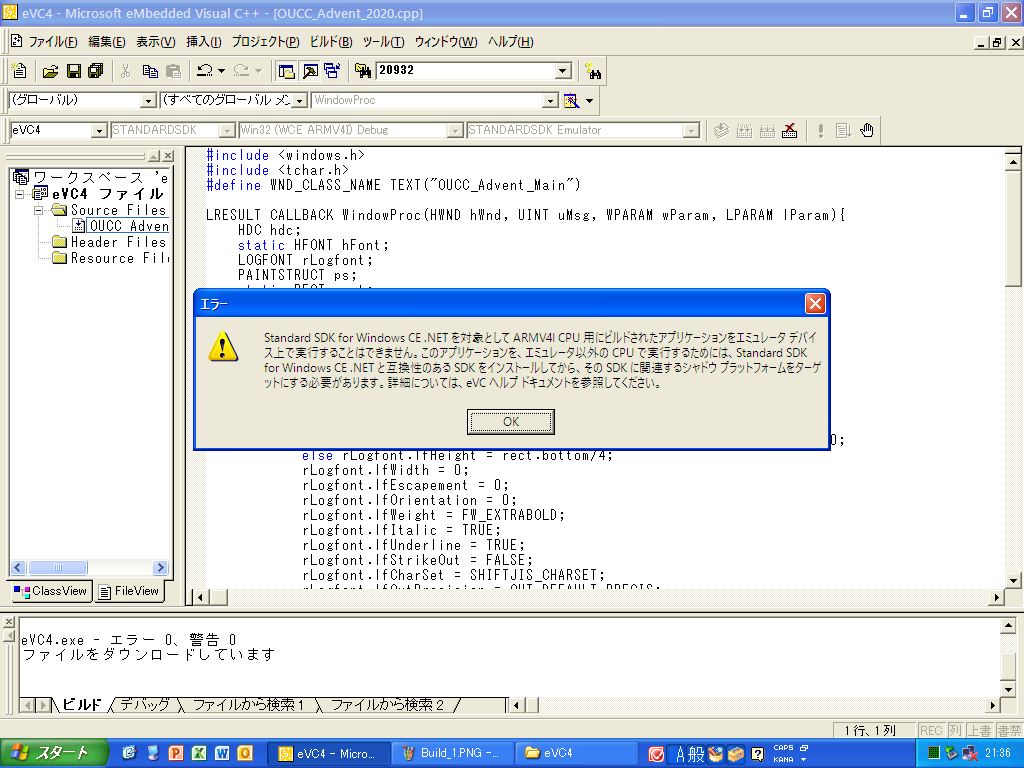 eVC4 - Microsoft eMbedded Visual C++ - [OUCC_Advent_2020.cpp]
ファイル(F) 編集(E) 表示(V) 挿入(I) プロジェクト(P) ビルド(B) ツール(T) ウィンドウ(W) ヘルプ(H)
20932
(グローバル) (すべてのグローバル メン WindowProc
eVC4 STANDARDSDK Win32 (WCE ARMV4I) Debug STANDARDSDK Emulator
ワークスペース 'e
eVC4 ファイル
Source Files
OUCC_Adven
Header Files
Resource Fil
ClassView FileView
#include <windows.h>
#include <tchar.h>
#define WND_CLASS_NAME TEXT("OUCC_Advent_Main")
LRESULT CALLBACK WindowProc(HWND hWnd, UINT uMsg, WPARAM wParam, LPARAM lParam){
HDC hdc;
static HFONT hFont;
LOGFONT rLogfont;
PAINTSTRUCT ps;
エラー
Standard SDK for Windows CE .NET を対象として ARMV4I CPU 用にビルドされたアプリケーションをエミュレータ デバイ
ス上で実行することはできません。このアプリケーションを、エミュレータ以外の CPU で実行するためには、Standard SDK
for Windows CE .NET と互換性のある SDK をインストールしてから、その SDK に関連するシャドウ プラットフォームをターゲ
ットにする必要があります。詳細については、eVC ヘルプ ドキュメントを参照してください。
OK
0;
else rLogfont.lfHeight = rect.bottom/4;
rLogfont.lfWidth = 0;
rLogfont.lfEscapement = 0;
rLogfont.lfOrientation = 0;
rLogfont.lfWeight = FW_EXTRABOLD;
rLogfont.lfItalic = TRUE;
rLogfont.lfUnderline = TRUE;
rLogfont.lfStrikeOut = FALSE;
rLogfont.lfCharSet = SHIFTJIS_CHARSET;
rLogfont.lfOutPrecision = OUT_DEFAULT_PRECIS;
eVC4.exe - エラー 0、警告 0
ファイルをダウンロードしています
ビルド デバッグ ファイルから検索 1 ファイルから検索 2
1 行、1 列 REC 列 上書 書禁
スタート eVC4 - Micro... Build_1.PNG -... eVC4 A 般 CAPS KANA 21:36